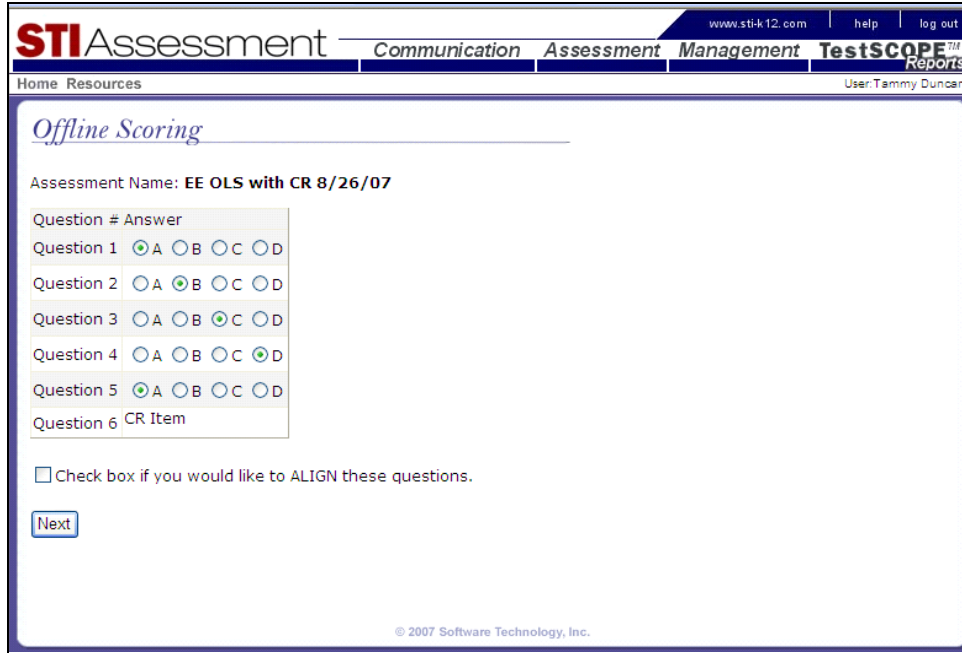 www.sti-k12.com help log out
STIAssessment
Communication Assessment Management TestSCOPE™ Reports
Home Resources User:Tammy Duncan
Offline Scoring
Assessment Name: EE OLS with CR 8/26/07
Question # Answer
Question 1 A B C D
Question 2 A B C D
Question 3 A B C D
Question 4 A B C D
Question 5 A B C D
Question 6 CR Item
Check box if you would like to ALIGN these questions.
Next
© 2007 Software Technology, Inc.